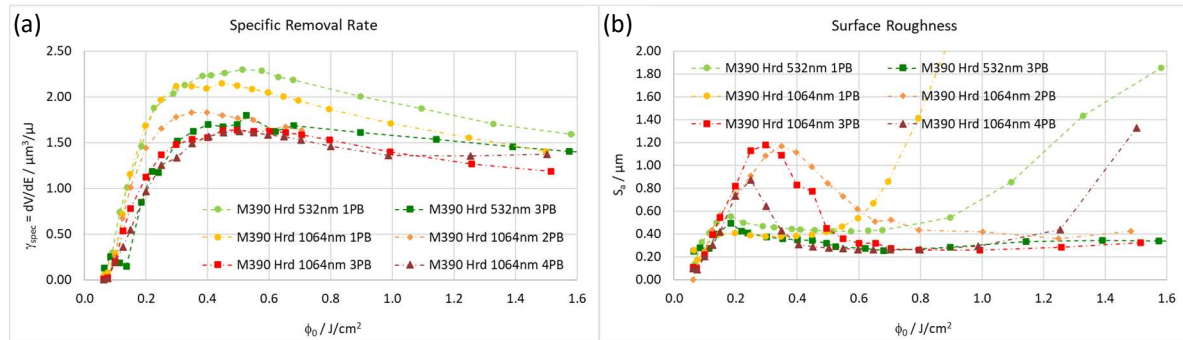 (a)
Specific Removal Rate
γspec = dV/dE / μm³/μJ
2.50
2.00
1.50
1.00
0.50
0.00
M390 Hrd 532nm 1PB
M390 Hrd 532nm 3PB
M390 Hrd 1064nm 1PB
M390 Hrd 1064nm 2PB
M390 Hrd 1064nm 3PB
M390 Hrd 1064nm 4PB
0.0 0.2 0.4 0.6 0.8 1.0 1.2 1.4 1.6
ϕ₀ / J/cm²
(b)
Surface Roughness
Sa / μm
2.00
1.80
1.60
1.40
1.20
1.00
0.80
0.60
0.40
0.20
0.00
M390 Hrd 532nm 1PB
M390 Hrd 532nm 3PB
M390 Hrd 1064nm 1PB
M390 Hrd 1064nm 2PB
M390 Hrd 1064nm 3PB
M390 Hrd 1064nm 4PB
0.0 0.2 0.4 0.6 0.8 1.0 1.2 1.4 1.6
ϕ₀ / J/cm²